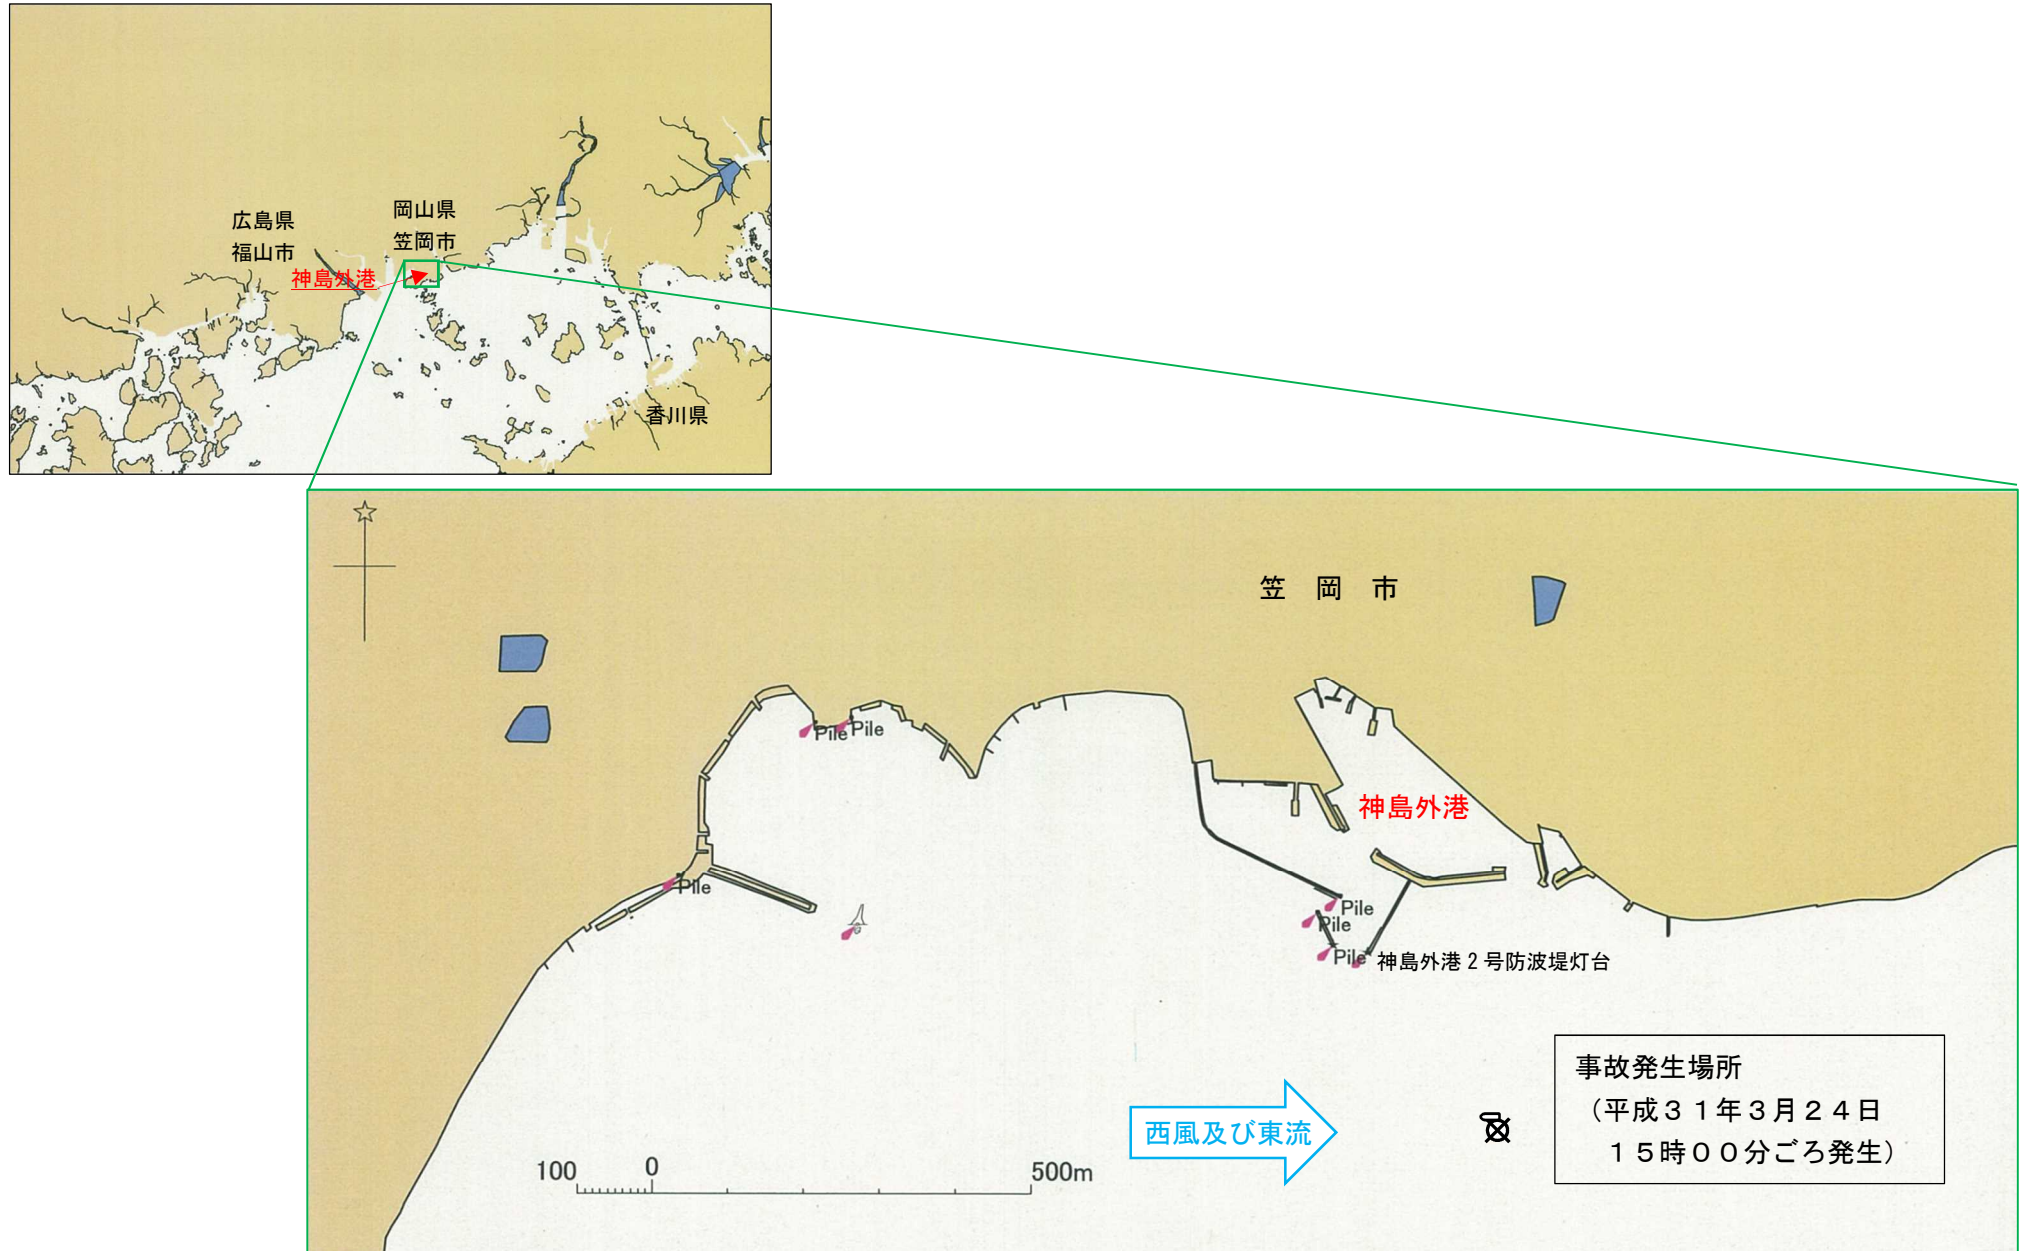 広島県
福山市
岡山県
笠岡市
神島外港
香川県
笠 岡 市
Pile
Pile
神島外港
Pile
Pile
Pile
Pile
神島外港2号防波堤灯台
事故発生場所
(平成31年3月24日
15時00分ごろ発生)
西風及び東流
100 0 500m